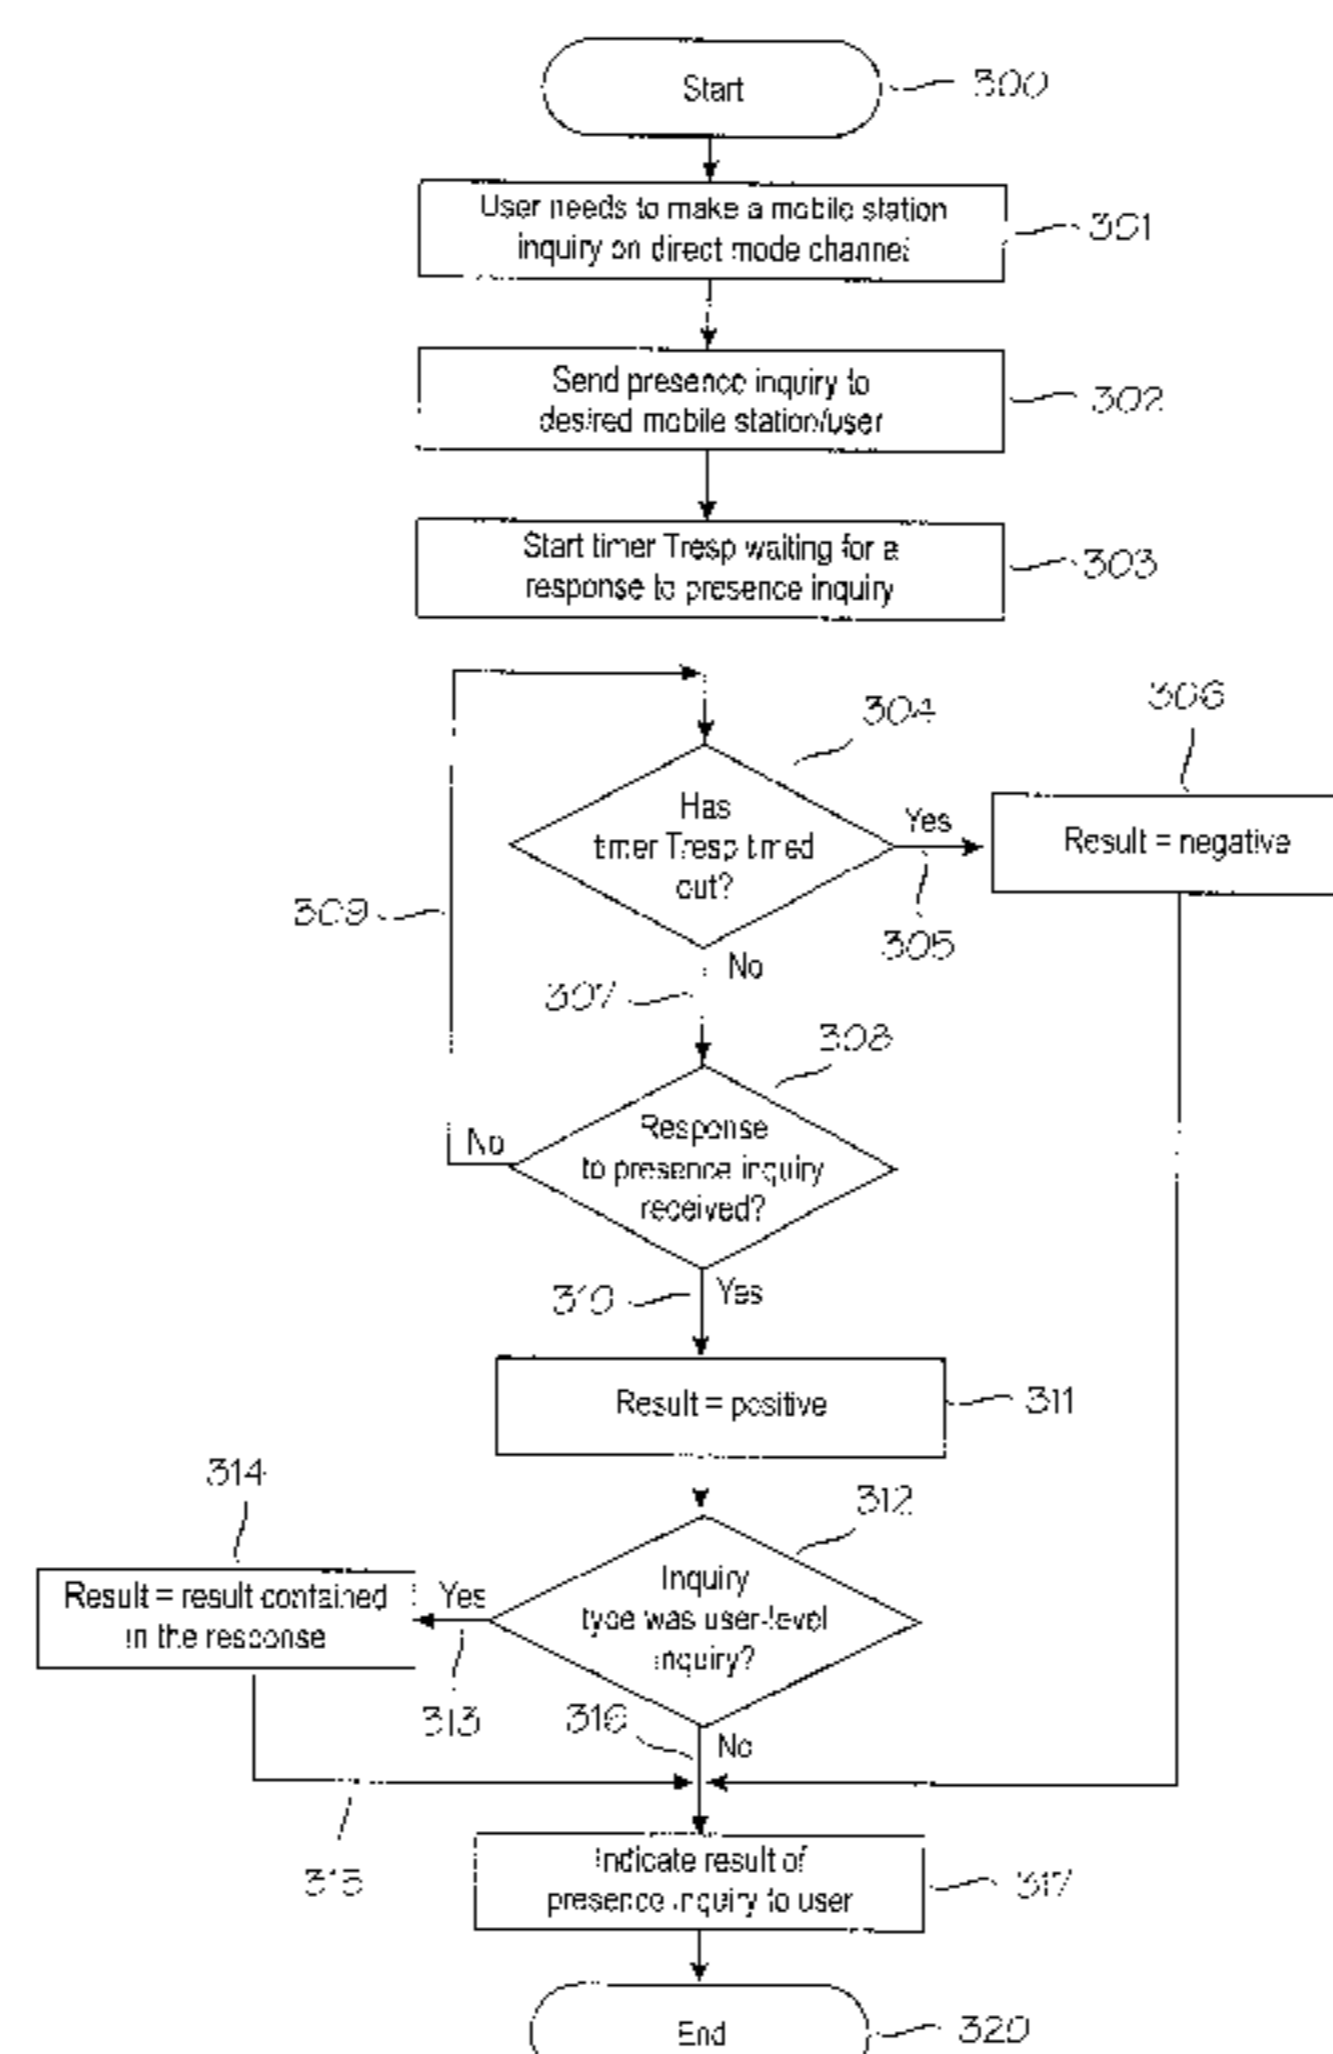 Start
300
User needs to make a mobile station
inquiry on direct mode channel
301
Send presence inquiry to
desired mobile station/user
302
Start timer Tresp waiting for a
response to presence inquiry
303
304
306
Has
timer Tresp timed
out?
Yes
Result = negative
309
305
No
307
308
Response
to presence inquiry
received?
No
310
Yes
Result = positive
311
314
312
Result = result contained
in the response
Yes
Inquiry
type was user-level
inquiry?
313
316
No
315
Indicate result of
presence inquiry to user
317
End
320